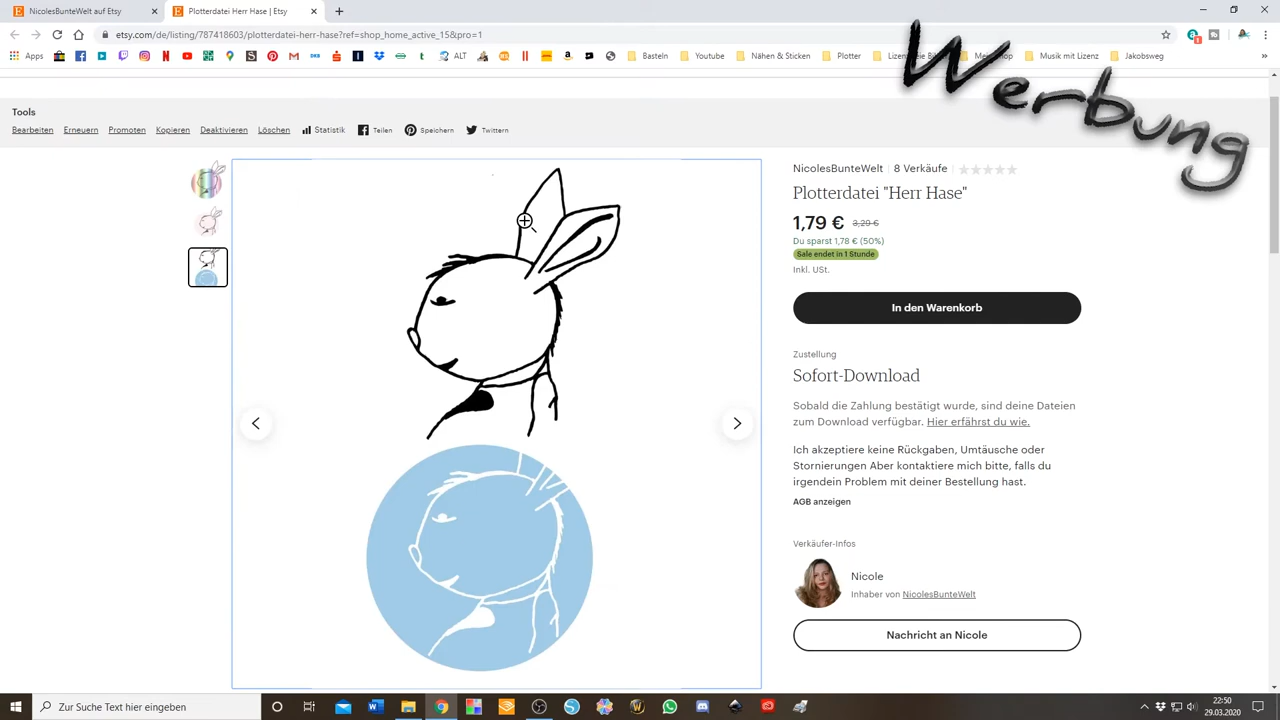 NicolesBunteWelt auf Etsy
Plotterdatei Herr Hase | Etsy
etsy.com/de/listing/787418603/plotterdatei-herr-hase?ref=shop_home_active_15&pro=1
Apps
ALT
Basteln
Youtube
Nähen & Sticken
Plotter
Musik mit Lizenz
Jakobsweg
Werbung
Tools
Bearbeiten Erneuern Promoten Kopieren Deaktivieren Löschen Statistik Teilen Speichern Twittern
NicolesBunteWelt | 8 Verkäufe
Plotterdatei "Herr Hase"
1,79 € 3,29 €
Du sparst 1,78 € (50%)
Sale endet in 1 Stunde
Inkl. USt.
In den Warenkorb
Zustellung
Sofort-Download
Sobald die Zahlung bestätigt wurde, sind deine Dateien
zum Download verfügbar. Hier erfährst du wie.
Ich akzeptiere keine Rückgaben, Umtäusche oder
Stornierungen Aber kontaktiere mich bitte, falls du
irgendein Problem mit deiner Bestellung hast.
AGB anzeigen
Verkäufer-Infos
Nicole
Inhaber von NicolesBunteWelt
Nachricht an Nicole
Zur Suche Text hier eingeben
22:50
29.03.2020